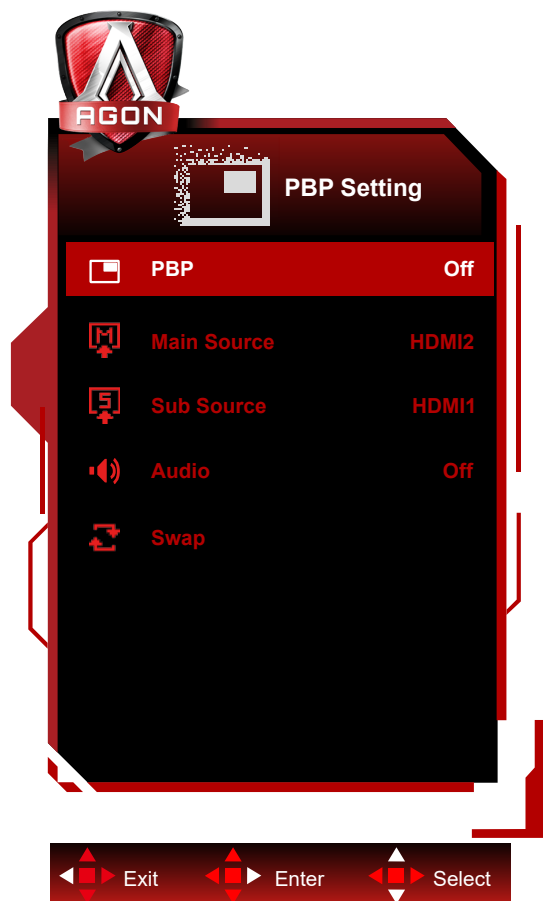 AGON
PBP Setting
PBP Off
Main Source HDMI2
Sub Source HDMI1
Audio Off
Swap
Exit Enter Select